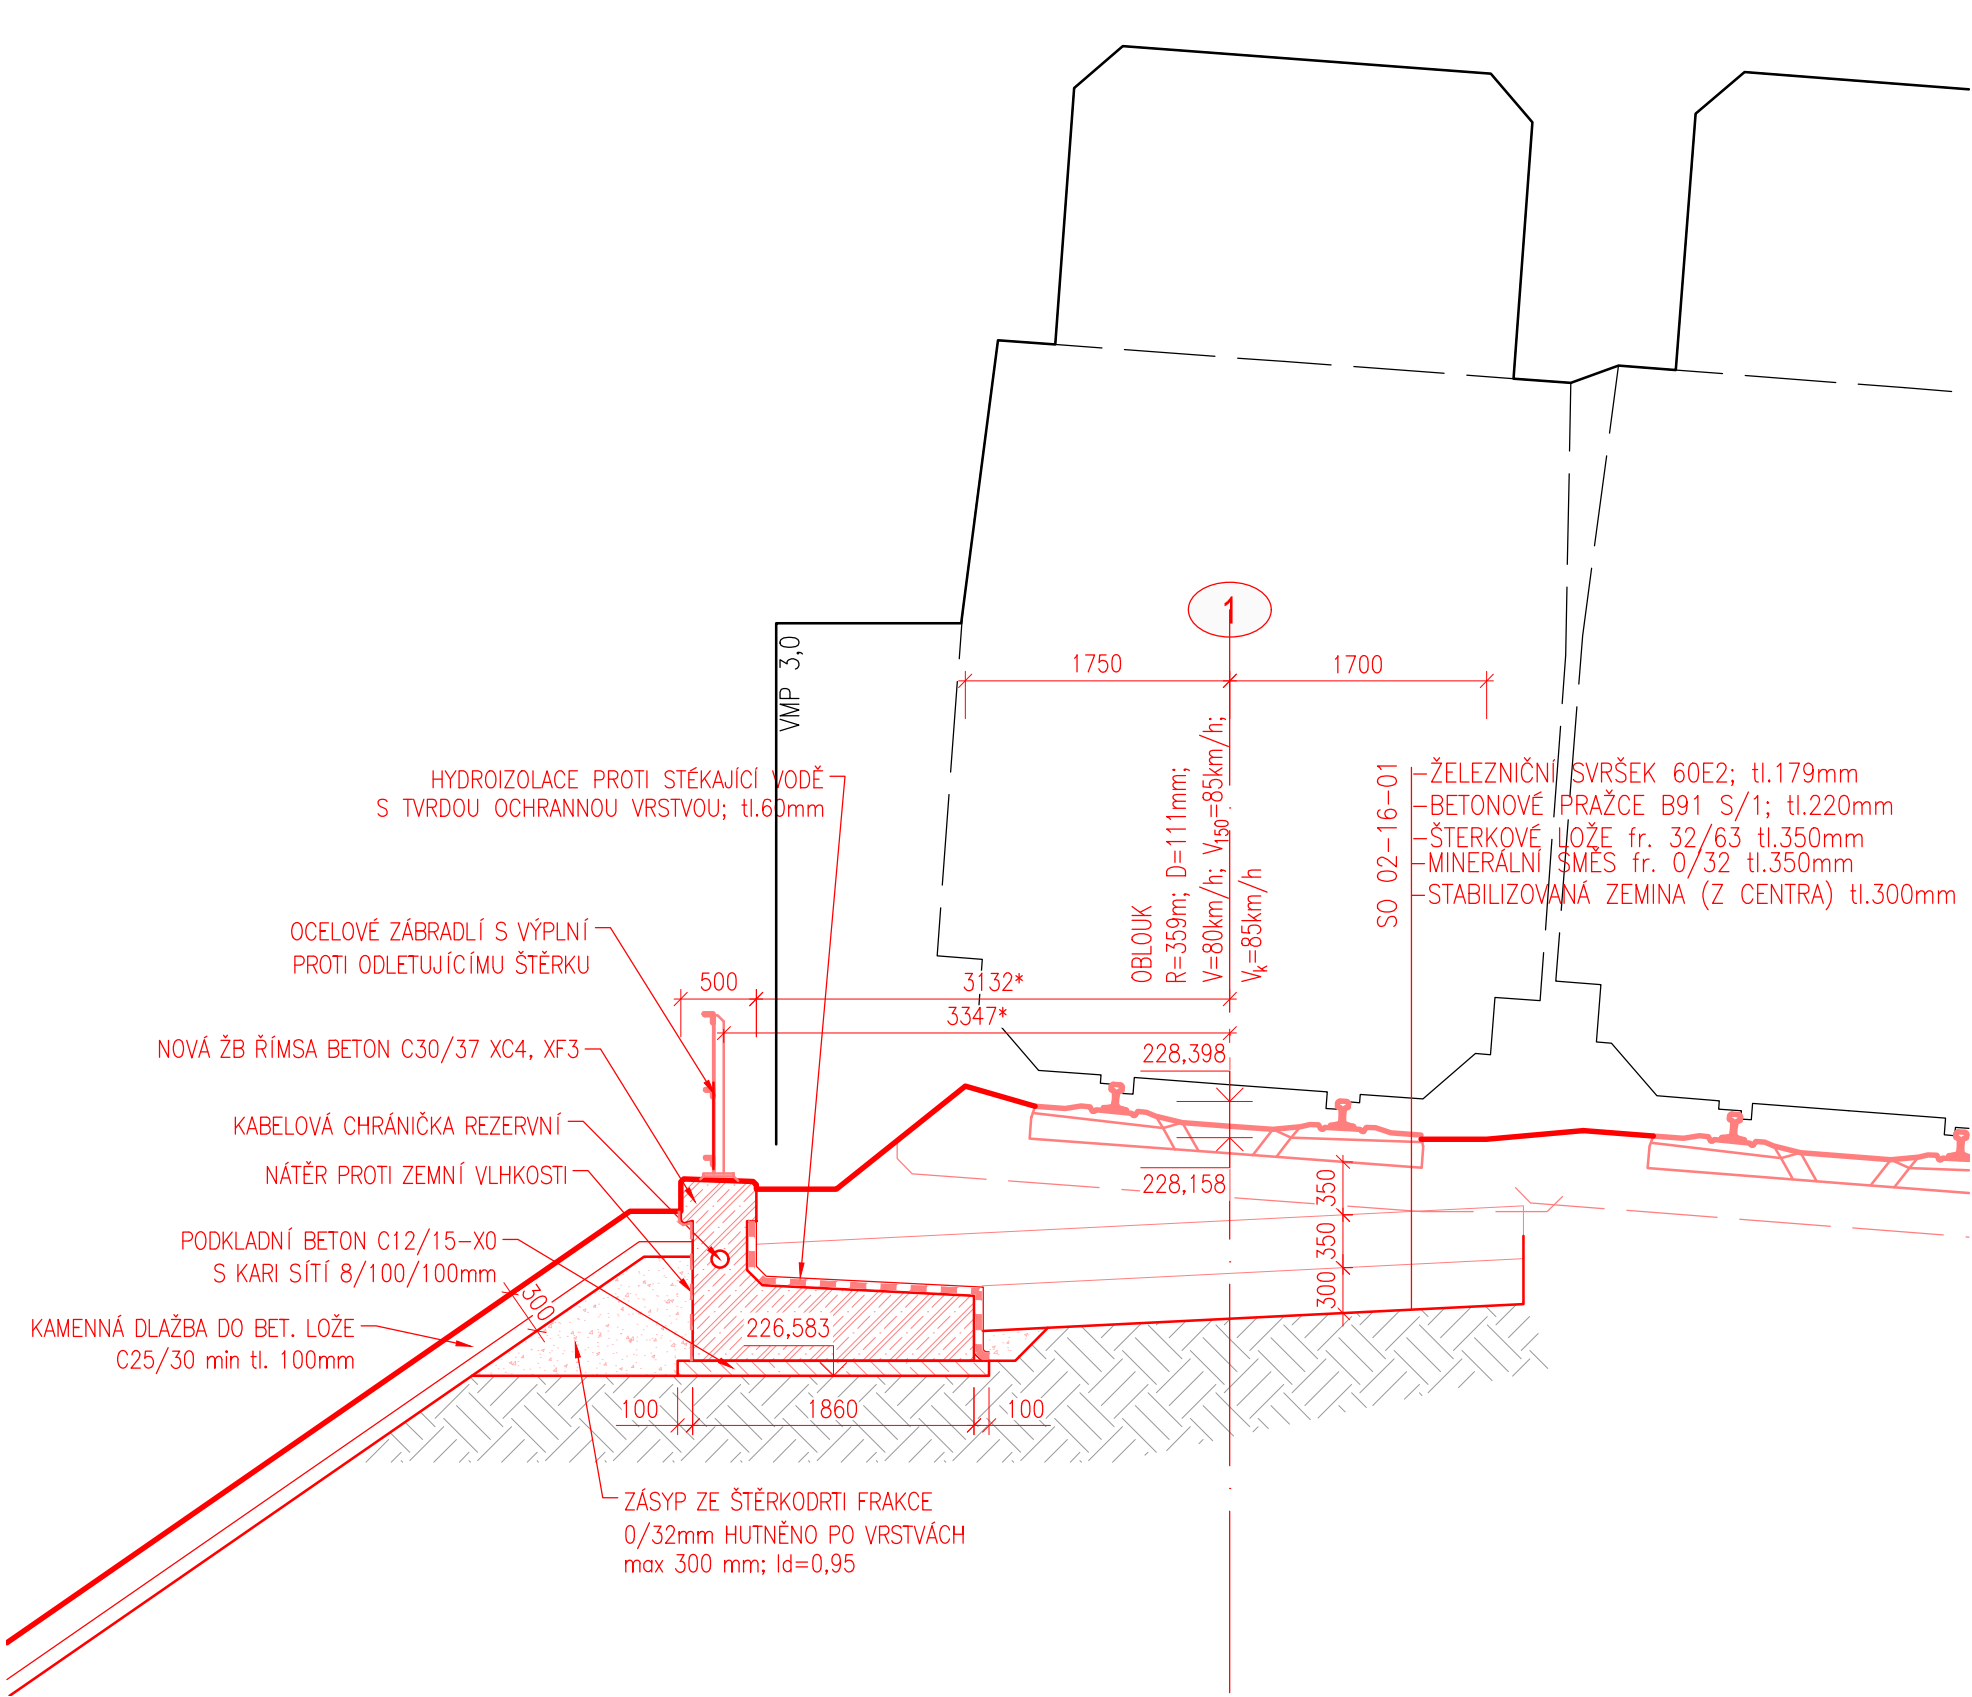 1
1750
1700
VMP 3,0
HYDROIZOLACE PROTI STÉKAJÍCÍ VODĚ
S TVRDOU OCHRANNOU VRSTVOU; tl.60mm
OBLOUK
R=359m; D=111mm;
V=80km/h; V150=85km/h;
Vk=85km/h
SO 02-16-01
ŽELEZNIČNÍ SVRŠEK 60E2; tl.179mm
BETONOVÉ PRAŽCE B91 S/1; tl.220mm
ŠTERKOVÉ LOŽE fr. 32/63 tl.350mm
MINERÁLNÍ SMĚS fr. 0/32 tl.350mm
STABILIZOVANÁ ZEMINA (Z CENTRA) tl.300mm
OCELOVÉ ZÁBRADLÍ S VÝPLNÍ
PROTI ODLETUJÍCÍMU ŠTĚRKU
500
3132*
3347*
NOVÁ ŽB ŘÍMSA BETON C30/37 XC4, XF3
228,398
KABELOVÁ CHRÁNIČKA REZERVNÍ
NÁTĚR PROTI ZEMNÍ VLHKOSTI
228,158
350
350
300
PODKLADNÍ BETON C12/15-X0
S KARI SÍTÍ 8/100/100mm
300
KAMENNÁ DLAŽBA DO BET. LOŽE
C25/30 min tl. 100mm
226,583
100
1860
100
ZÁSYP ZE ŠTĚRKODRTI FRAKCE
0/32mm HUTNĚNO PO VRSTVÁCH
max 300 mm; Id=0,95